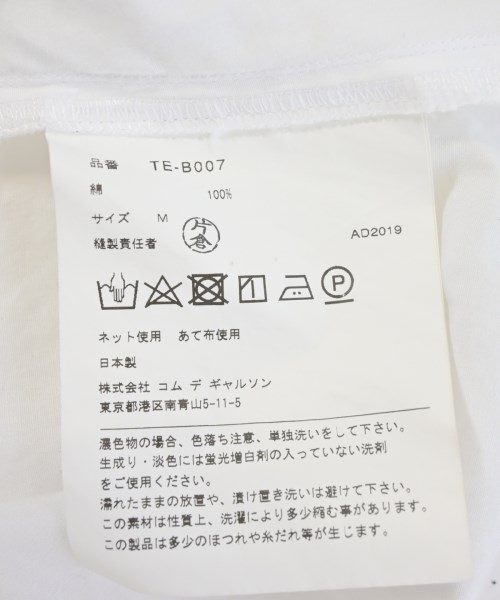 品番 TE-B007
綿 100%
サイズ M
縫製責任者 片倉
AD2019
P
ネット使用 あて布使用
日本製
株式会社 コム デ ギャルソン
東京都港区南青山5-11-5
濃色物の場合、色落ち注意、単独洗いをして下さい。
生成り・淡色には蛍光増白剤の入っていない洗剤
をご使用ください。
濡れたままの放置や、漬け置き洗いは避けて下さい。
この素材は性質上、洗濯により多少縮む事があります。
この製品は多少のほつれや糸だれ等が生じます。